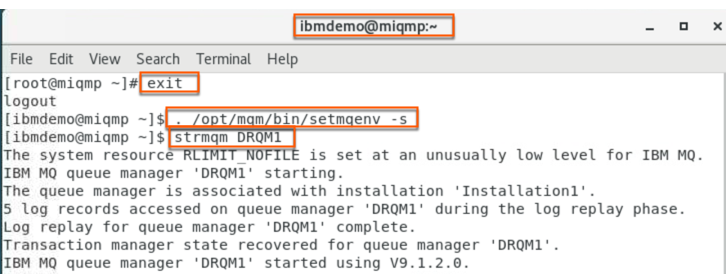 ibmdemo@miqmp:~
File Edit View Search Terminal Help
[root@miqmp ~]# exit
logout
[ibmdemo@miqmp ~]$ . /opt/mqm/bin/setmqenv -s
[ibmdemo@miqmp ~]$ strmqm DRQM1
The system resource RLIMIT_NOFILE is set at an unusually low level for IBM MQ.
IBM MQ queue manager 'DRQM1' starting.
The queue manager is associated with installation 'Installation1'.
5 log records accessed on queue manager 'DRQM1' during the log replay phase.
Log replay for queue manager 'DRQM1' complete.
Transaction manager state recovered for queue manager 'DRQM1'.
IBM MQ queue manager 'DRQM1' started using V9.1.2.0.